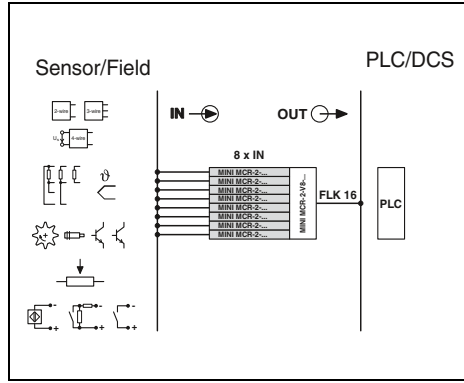 Sensor/Field
PLC/DCS
2-wire
3-wire
4-wire
IN
OUT
8 x IN
MINI MCR-2-...
MINI MCR-2-...
MINI MCR-2-...
MINI MCR-2-...
MINI MCR-2-...
MINI MCR-2-...
MINI MCR-2-...
MINI MCR-2-...
MINI MCR-2-V8-...
FLK 16
PLC
ϑ